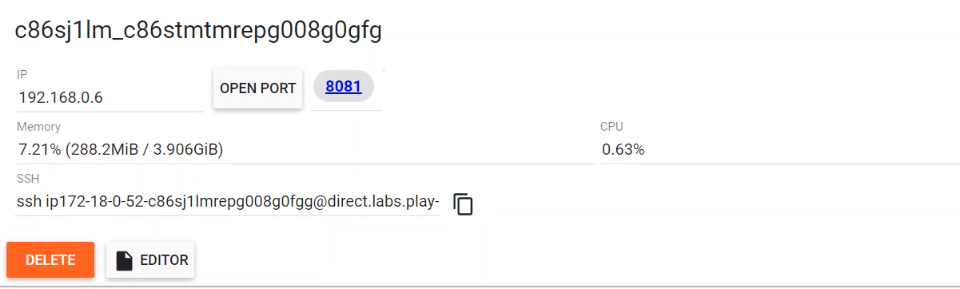 c86sj1lm_c86stmtmrepg008g0gfg
IP
192.168.0.6
OPEN PORT
8081
Memory
7.21% (288.2MiB / 3.906GiB)
CPU
0.63%
SSH
ssh ip172-18-0-52-c86sj1lmrepg008g0fgg@direct.labs.play-
DELETE
EDITOR